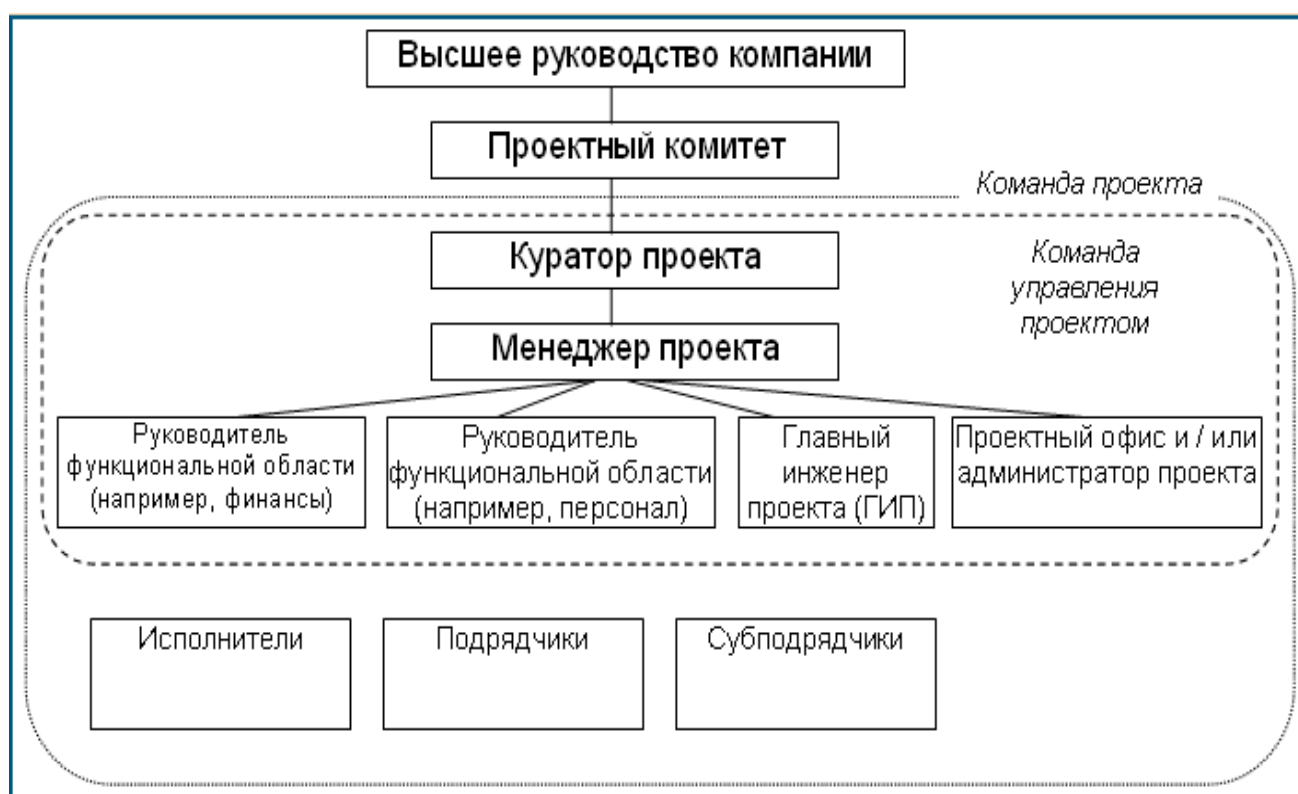 Высшее руководство компании
Проектный комитет
Команда проекта
Куратор проекта
Команда
управления
проектом
Менеджер проекта
Руководитель
функциональной области
(например, финансы)
Руководитель
функциональной области
(например, персонал)
Главный
инженер
проекта (ГИП)
Проектный офис и / или
администратор проекта
Исполнители
Подрядчики
Субподрядчики